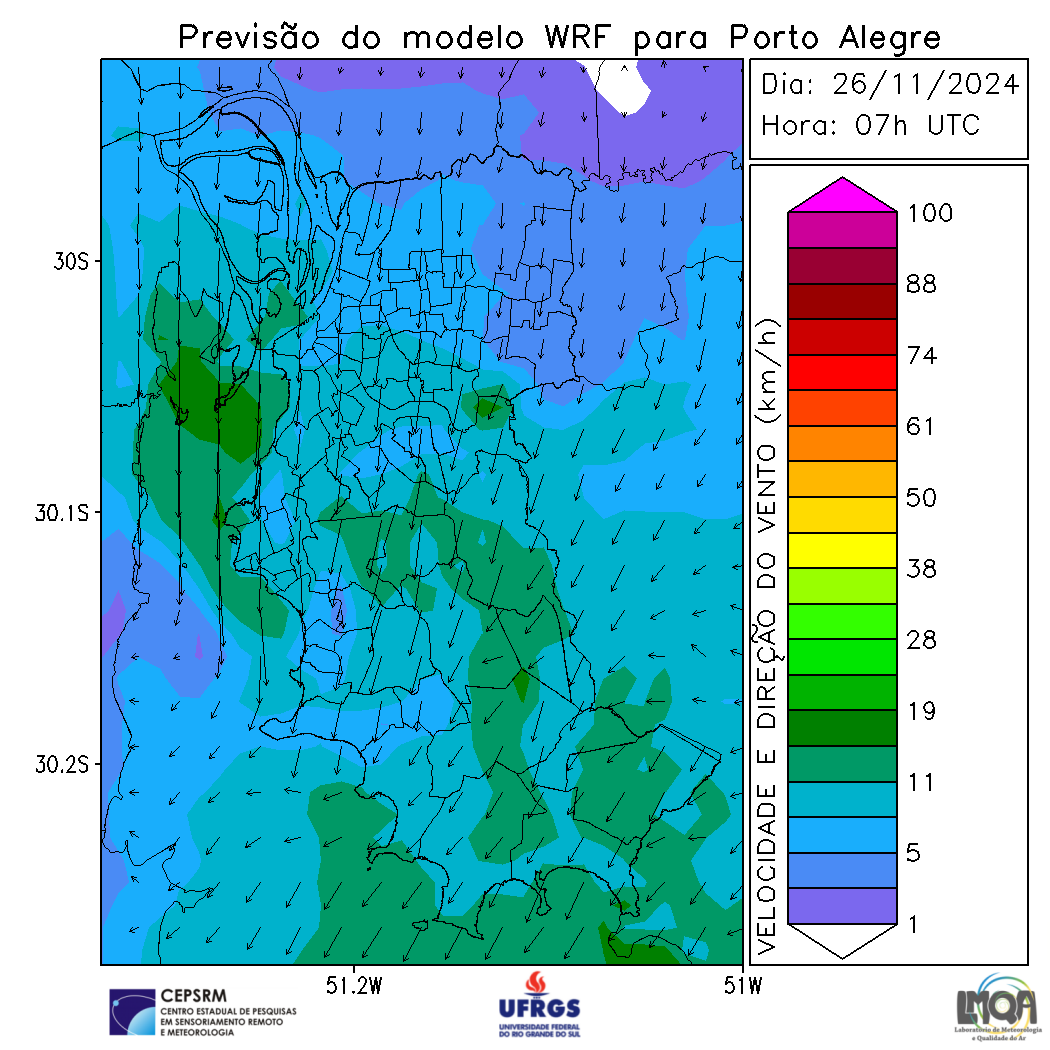 Previsão do modelo WRF para Porto Alegre
Dia: 26/11/2024
Hora: 07h UTC
30S
30.1S
30.2S
51.2W
51W
VELOCIDADE E DIREÇÃO DO VENTO (km/h)
100
88
74
61
50
38
28
19
11
5
1
CEPSRM
CENTRO ESTADUAL DE PESQUISAS
EM SENSORIAMENTO REMOTO
E METEOROLOGIA
UFRGS
UNIVERSIDADE FEDERAL
DO RIO GRANDE DO SUL
LMQA
Laboratório de Meteorologia
e Qualidade do Ar